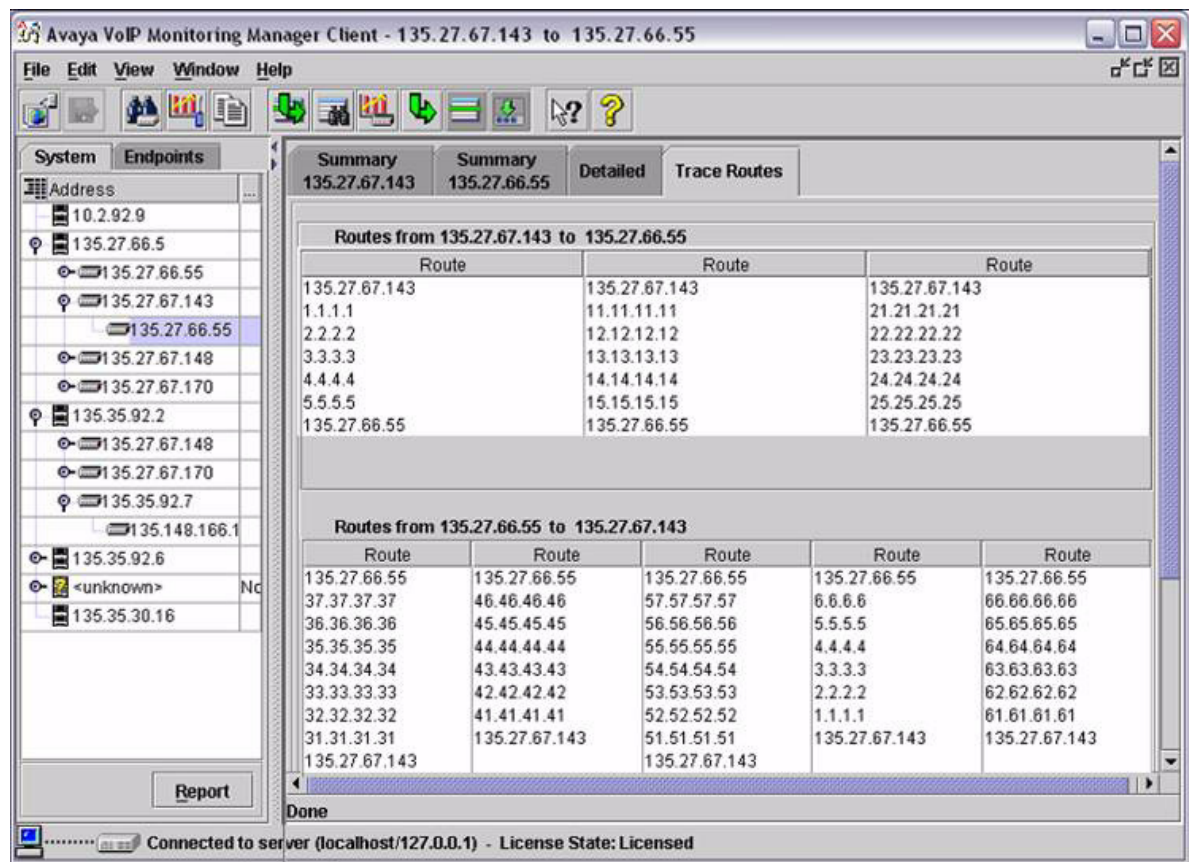 Avaya VoIP Monitoring Manager Client - 135.27.67.143 to 135.27.66.55
File Edit View Window Help
System Endpoints
Address ...
10.2.92.9
135.27.66.5
135.27.66.55
135.27.67.143
135.27.66.55
135.27.67.148
135.27.67.170
135.35.92.2
135.27.67.148
135.27.67.170
135.35.92.7
135.148.166.1
135.35.92.6
<unknown> No
135.35.30.16
Report
Summary Summary Detailed Trace Routes
135.27.67.143 135.27.66.55
Routes from 135.27.67.143 to 135.27.66.55
Route Route Route
135.27.67.143 135.27.67.143 135.27.67.143
1.1.1.1 11.11.11.11 21.21.21.21
2.2.2.2 12.12.12.12 22.22.22.22
3.3.3.3 13.13.13.13 23.23.23.23
4.4.4.4 14.14.14.14 24.24.24.24
5.5.5.5 15.15.15.15 25.25.25.25
135.27.66.55 135.27.66.55 135.27.66.55
Routes from 135.27.66.55 to 135.27.67.143
Route Route Route Route Route
135.27.66.55 135.27.66.55 135.27.66.55 135.27.66.55 135.27.66.55
37.37.37.37 46.46.46.46 57.57.57.57 6.6.6.6 66.66.66.66
36.36.36.36 45.45.45.45 56.56.56.56 5.5.5.5 65.65.65.65
35.35.35.35 44.44.44.44 55.55.55.55 4.4.4.4 64.64.64.64
34.34.34.34 43.43.43.43 54.54.54.54 3.3.3.3 63.63.63.63
33.33.33.33 42.42.42.42 53.53.53.53 2.2.2.2 62.62.62.62
32.32.32.32 41.41.41.41 52.52.52.52 1.1.1.1 61.61.61.61
31.31.31.31 135.27.67.143 51.51.51.51 135.27.67.143 135.27.67.143
135.27.67.143 135.27.67.143
Done
Connected to server (localhost/127.0.0.1) - License State: Licensed